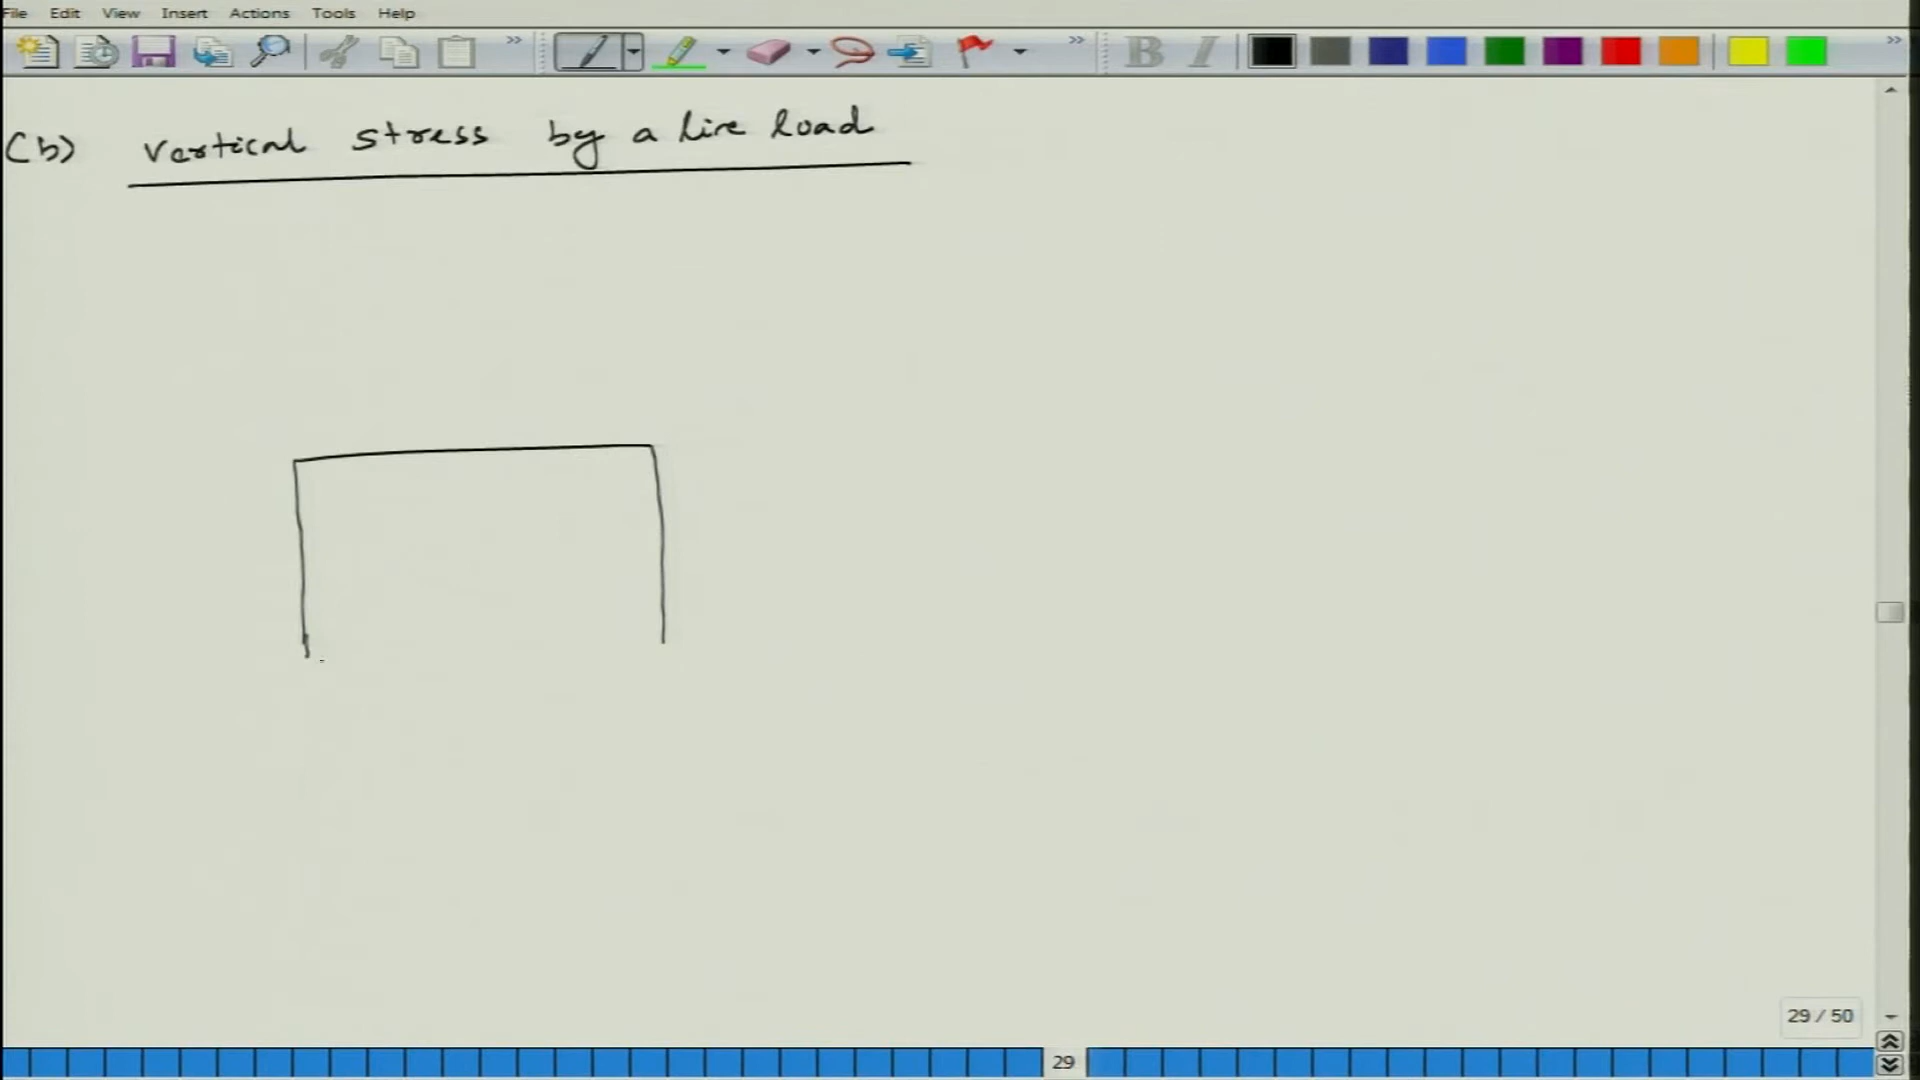 File Edit View Insert Actions Tools Help
B I
(b) vertical stress by a line load
29 / 50
29